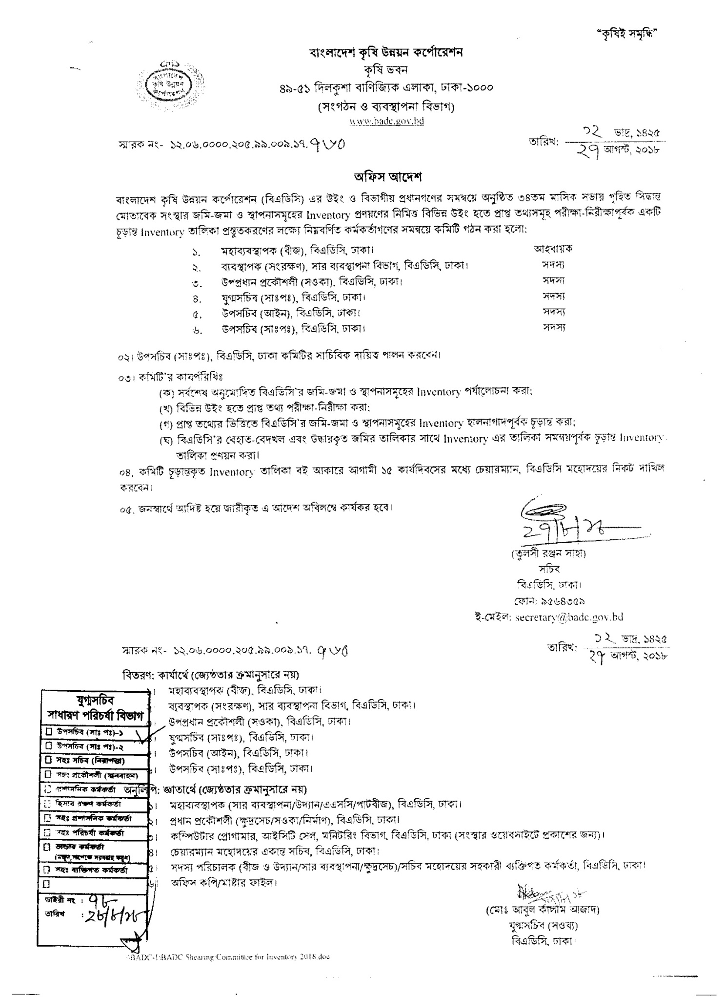 “কৃষিই সমৃদ্ধি”
বাংলাদেশ কৃষি উন্নয়ন কর্পোরেশন
কৃষি ভবন
৪৯-৫১ দিলকুশা বাণিজ্যিক এলাকা, ঢাকা-১০০০
(সংগঠন ও ব্যবস্থাপনা বিভাগ)
www.badc.gov.bd
বাংলাদেশ
কৃষি উন্নয়ন
কর্পোরেশন
স্মারক নং- ১২.০৬.০০০০.২০৫.৯৯.০০৯.১৭.৭৬০
তারিখ: ১২ ভাদ্র, ১৪২৫
২৭ আগস্ট, ২০১৮
অফিস আদেশ
বাংলাদেশ কৃষি উন্নয়ন কর্পোরেশন (বিএডিসি) এর উইং ও বিভাগীয় প্রধানগণের সমন্বয়ে অনুষ্ঠিত ৩৪তম মাসিক সভায় গৃহিত সিদ্ধান্ত
মোতাবেক সংস্থার জমি-জমা ও স্থাপনাসমূহের Inventory প্রণয়ণের নিমিত্ত বিভিন্ন উইং হতে প্রাপ্ত তথ্যসমূহ পরীক্ষা-নিরীক্ষাপূর্বক একটি
চূড়ান্ত Inventory তালিকা প্রস্তুতকরণের লক্ষ্যে নিম্নবর্ণিত কর্মকর্তাগণের সমন্বয়ে কমিটি গঠন করা হলো:
১. মহাব্যবস্থাপক (বীজ), বিএডিসি, ঢাকা। আহবায়ক
২. ব্যবস্থাপক (সংরক্ষণ), সার ব্যবস্থাপনা বিভাগ, বিএডিসি, ঢাকা। সদস্য
৩. উপপ্রধান প্রকৌশলী (সওকা), বিএডিসি, ঢাকা। সদস্য
৪. যুগ্মসচিব (সাঃপঃ), বিএডিসি, ঢাকা। সদস্য
৫. উপসচিব (আইন), বিএডিসি, ঢাকা। সদস্য
৬. উপসচিব (সাঃপঃ), বিএডিসি, ঢাকা। সদস্য
০২। উপসচিব (সাঃপঃ), বিএডিসি, ঢাকা কমিটির সাচিবিক দায়িত্ব পালন করবেন।
০৩। কমিটি'র কার্যপরিধিঃ
(ক) সর্বশেষ অনুমোদিত বিএডিসি'র জমি-জমা ও স্থাপনাসমূহের Inventory পর্যালোচনা করা;
(খ) বিভিন্ন উইং হতে প্রাপ্ত তথ্য পরীক্ষা-নিরীক্ষা করা;
(গ) প্রাপ্ত তথ্যের ভিত্তিতে বিএডিসি'র জমি-জমা ও স্থাপনাসমূহের Inventory হালনাগাদপূর্বক চূড়ান্ত করা;
(ঘ) বিএডিসি'র বেহাত-বেদখল এবং উদ্ধারকৃত জমির তালিকার সাথে Inventory এর তালিকা সমন্বয়পূর্বক চূড়ান্ত Inventory
তালিকা প্রণয়ন করা।
০৪. কমিটি চূড়ান্তকৃত Inventory তালিকা বই আকারে আগামী ১৫ কার্যদিবসের মধ্যে চেয়ারম্যান, বিএডিসি মহোদয়ের নিকট দাখিল
করবেন।
০৫. জনস্বার্থে আদিষ্ট হয়ে জারীকৃত এ আদেশ অবিলম্বে কার্যকর হবে।
২৭/৮/১৮
(তুলসী রঞ্জন সাহা)
সচিব
বিএডিসি, ঢাকা।
ফোন: ৯৫৬৪৩৫৯
ই-মেইল: secretary@badc.gov.bd
স্মারক নং- ১২.০৬.০০০০.২০৫.৯৯.০০৯.১৭. ৭৬০
তারিখ: ১২ ভাদ্র, ১৪২৫
২৭ আগস্ট, ২০১৮
বিতরণ: কার্যার্থে (জ্যেষ্ঠতার ক্রমানুসারে নয়)
১। মহাব্যবস্থাপক (বীজ), বিএডিসি, ঢাকা।
ব্যবস্থাপক (সংরক্ষণ), সার ব্যবস্থাপনা বিভাগ, বিএডিসি, ঢাকা।
উপপ্রধান প্রকৌশলী (সওকা), বিএডিসি, ঢাকা।
যুগ্মসচিব (সাঃপঃ), বিএডিসি, ঢাকা।
উপসচিব (আইন), বিএডিসি, ঢাকা।
উপসচিব (সাঃপঃ), বিএডিসি, ঢাকা।
অনুলিপি: জ্ঞাতার্থে (জ্যেষ্ঠতার ক্রমানুসারে নয়)
১। মহাব্যবস্থাপক (সার ব্যবস্থাপনা/উদ্যান/এএসসি/পাটবীজ), বিএডিসি, ঢাকা।
২। প্রধান প্রকৌশলী (ক্ষুদ্রসেচ/সওকা/নির্মাণ), বিএডিসি, ঢাকা।
৩। কম্পিউটার প্রোগামার, আইসিটি সেল, মনিটরিং বিভাগ, বিএডিসি, ঢাকা (সংস্থার ওয়েবসাইটে প্রকাশের জন্য)।
৪। চেয়ারম্যান মহোদয়ের একান্ত সচিব, বিএডিসি, ঢাকা।
৫। সদস্য পরিচালক (বীজ ও উদ্যান/সার ব্যবস্থাপনা/ক্ষুদ্রসেচ)/সচিব মহোদয়ের সহকারী ব্যক্তিগত কর্মকর্তা, বিএডিসি, ঢাকা।
৬। অফিস কপি/মাষ্টার ফাইল।
যুগ্মসচিব
সাধারণ পরিচর্যা বিভাগ
উপসচিব (সাঃ পঃ)-১
উপসচিব (সাঃ পঃ)-২
সহঃ সচিব (নিরাপত্তা)
সহঃ প্রকৌশলী (যানবাহন)
প্রশাসনিক কর্মকর্তা
হিসাব রক্ষণ কর্মকর্তা
সহঃ প্রশাসনিক কর্মকর্তা
সহঃ পরিচর্যা কর্মকর্তা
ভান্ডার কর্মকর্তা
(মজুদ সাপেক্ষে সরবরাহ করুন)
সহঃ ব্যক্তিগত কর্মকর্তা
ডাইরী নং : ৭৮
তারিখ : ২৮/৮/১৮
(মোঃ আবুল কালাম আজাদ)
যুগ্মসচিব (সওব্য)
বিএডিসি, ঢাকা
\BADC-1\BADC Shearing\Committee for Inventory 2018.doc